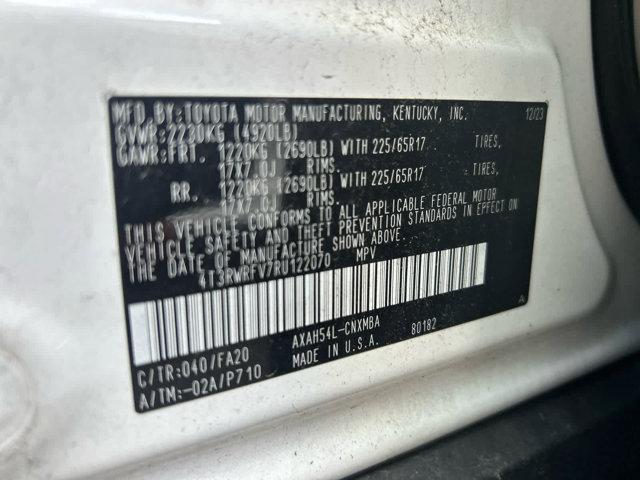 MFD. BY: TOYOTA MOTOR MANUFACTURING, KENTUCKY, INC. 12/23
GVWR: 2230KG (4920LB)
GAWR: FRT. 1220KG (2690LB) WITH 225/65R17 TIRES,
17X7.0J RIMS.
RR. 1220KG (2690LB) WITH 225/65R17 TIRES,
17X7.0J RIMS.
THIS VEHICLE CONFORMS TO ALL APPLICABLE FEDERAL MOTOR
VEHICLE SAFETY AND THEFT PREVENTION STANDARDS IN EFFECT ON
THE DATE OF MANUFACTURE SHOWN ABOVE.
4T3RWRFV7RU122070 MPV
A
AXAH54L-CNXMBA 80182
C/TR: 040/FA20 MADE IN U.S.A.
A/TM: -02A/P710